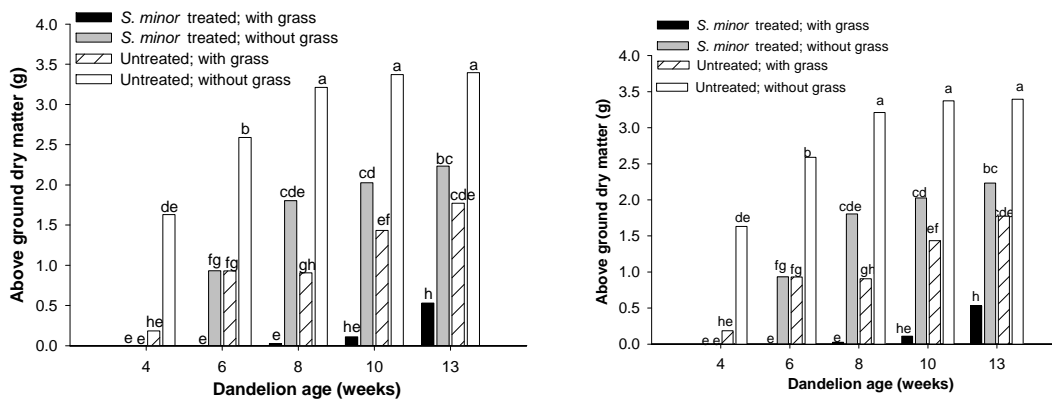 S. minor treated; with grass
S. minor treated; without grass
Untreated; with grass
Untreated; without grass
Above ground dry matter (g)
4.0
3.5
3.0
2.5
2.0
1.5
1.0
0.5
0.0
e e he de
e fg fg b
e cde gh a
he cd ef a
h bc cde a
4 6 8 10 13
Dandelion age (weeks)
S. minor treated; with grass
S. minor treated; without grass
Untreated; with grass
Untreated; without grass
Above ground dry matter (g)
4.0
3.5
3.0
2.5
2.0
1.5
1.0
0.5
0.0
e e he de
e fg fg b
e cde gh a
he cd ef a
h bc cde a
4 6 8 10 13
Dandelion age (weeks)